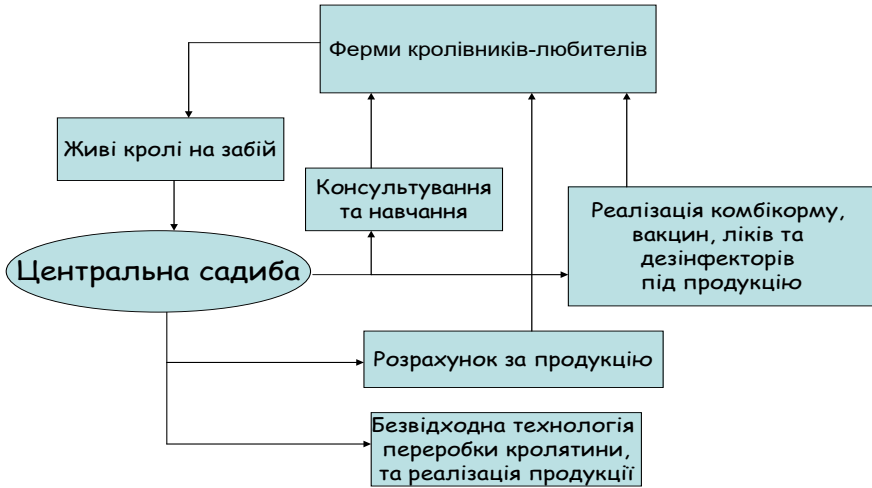 Ферми кролівників-любителів
Живі кролі на забій
Консультування
та навчання
Реалізація комбікорму,
вакцин, ліків та
дезінфекторів
під продукцію
Центральна садиба
Розрахунок за продукцію
Безвідходна технологія
переробки кролятини,
та реалізація продукції